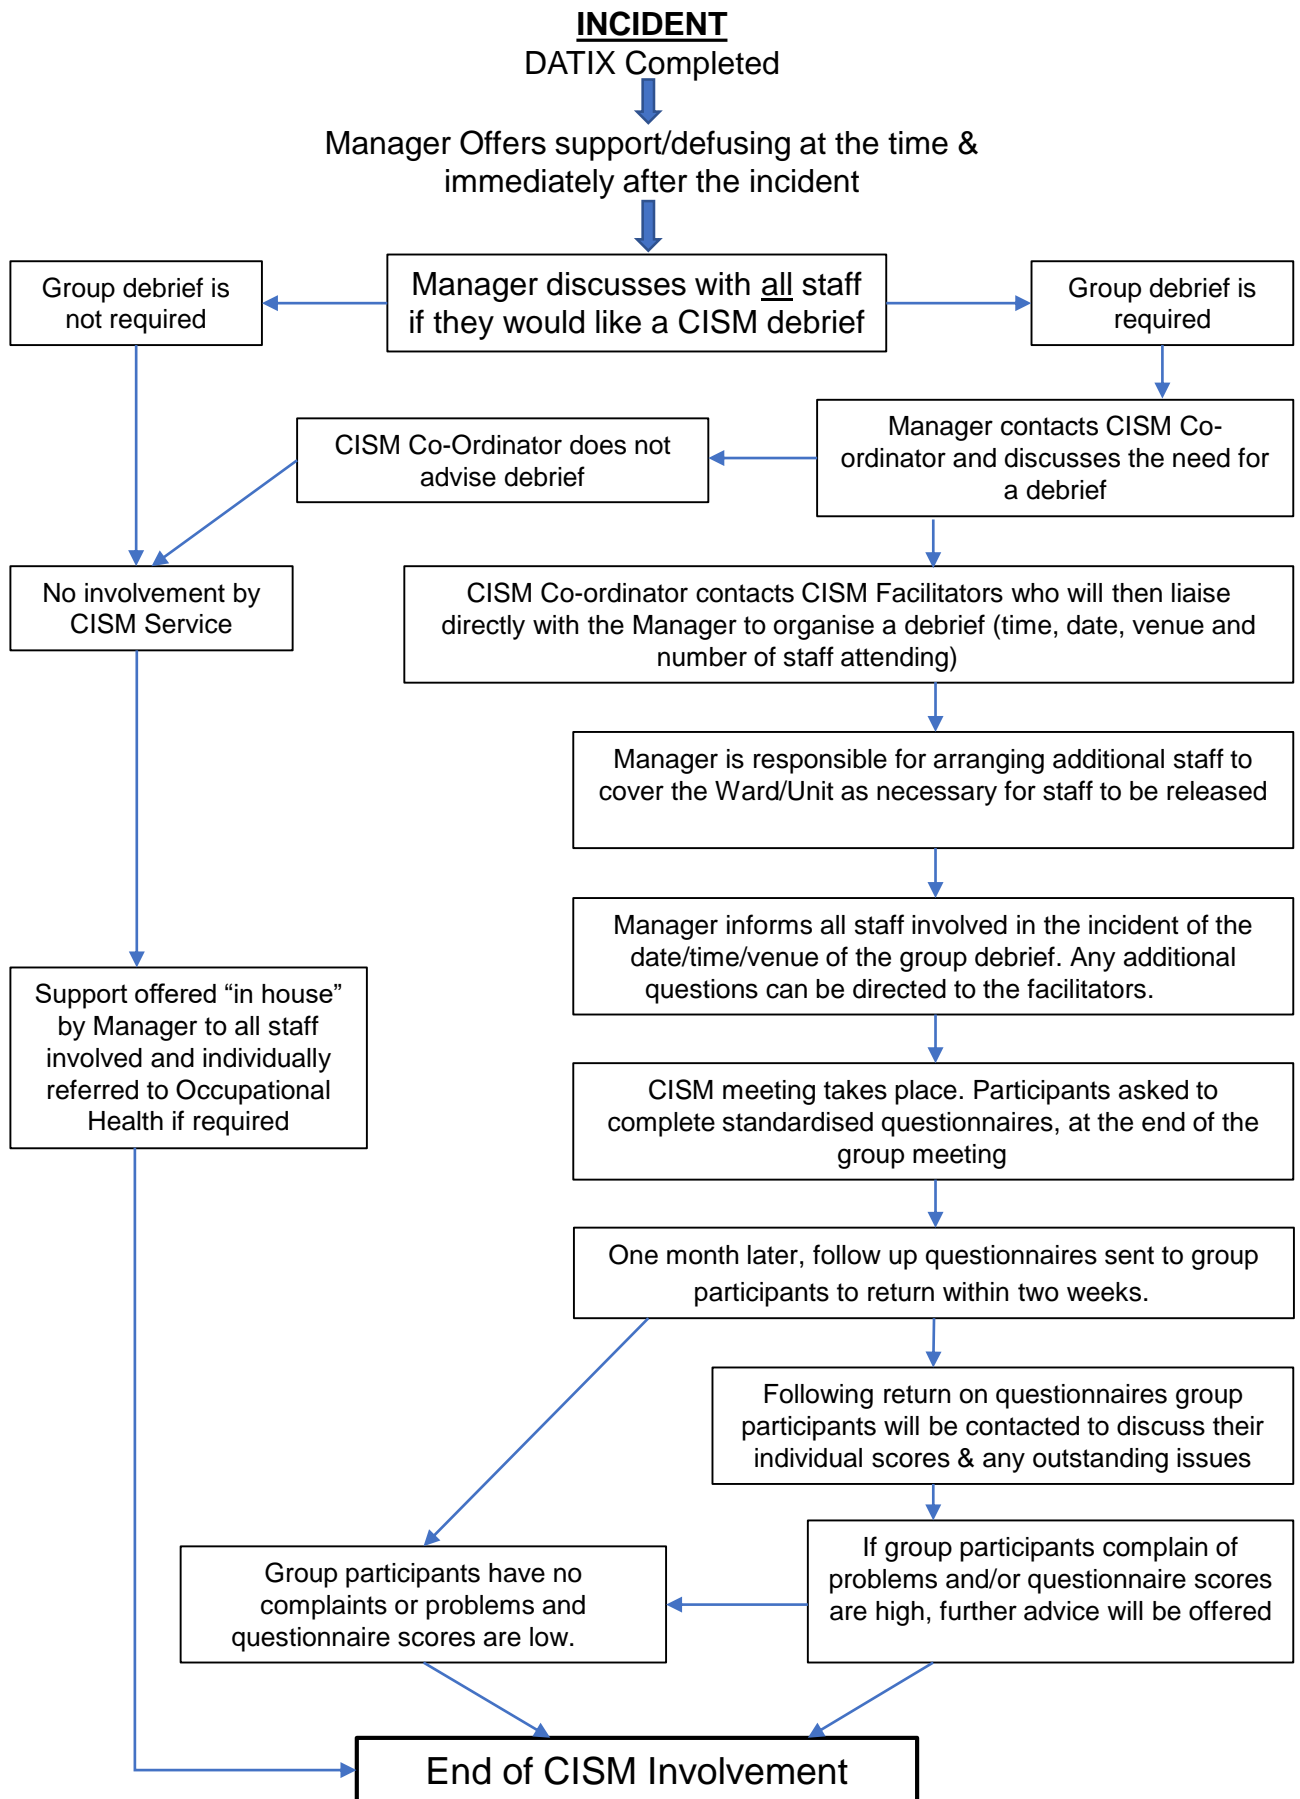 INCIDENT
DATIX Completed
Manager Offers support/defusing at the time &
immediately after the incident
Group debrief is
not required
Manager discusses with all staff
if they would like a CISM debrief
Group debrief is
required
CISM Co-Ordinator does not
advise debrief
Manager contacts CISM Co-
ordinator and discusses the need for
a debrief
No involvement by
CISM Service
CISM Co-ordinator contacts CISM Facilitators who will then liaise
directly with the Manager to organise a debrief (time, date, venue and
number of staff attending)
Manager is responsible for arranging additional staff to
cover the Ward/Unit as necessary for staff to be released
Manager informs all staff involved in the incident of the
date/time/venue of the group debrief. Any additional
questions can be directed to the facilitators.
Support offered “in house”
by Manager to all staff
involved and individually
referred to Occupational
Health if required
CISM meeting takes place. Participants asked to
complete standardised questionnaires, at the end of the
group meeting
One month later, follow up questionnaires sent to group
participants to return within two weeks.
Following return on questionnaires group
participants will be contacted to discuss their
individual scores & any outstanding issues
Group participants have no
complaints or problems and
questionnaire scores are low.
If group participants complain of
problems and/or questionnaire scores
are high, further advice will be offered
End of CISM Involvement